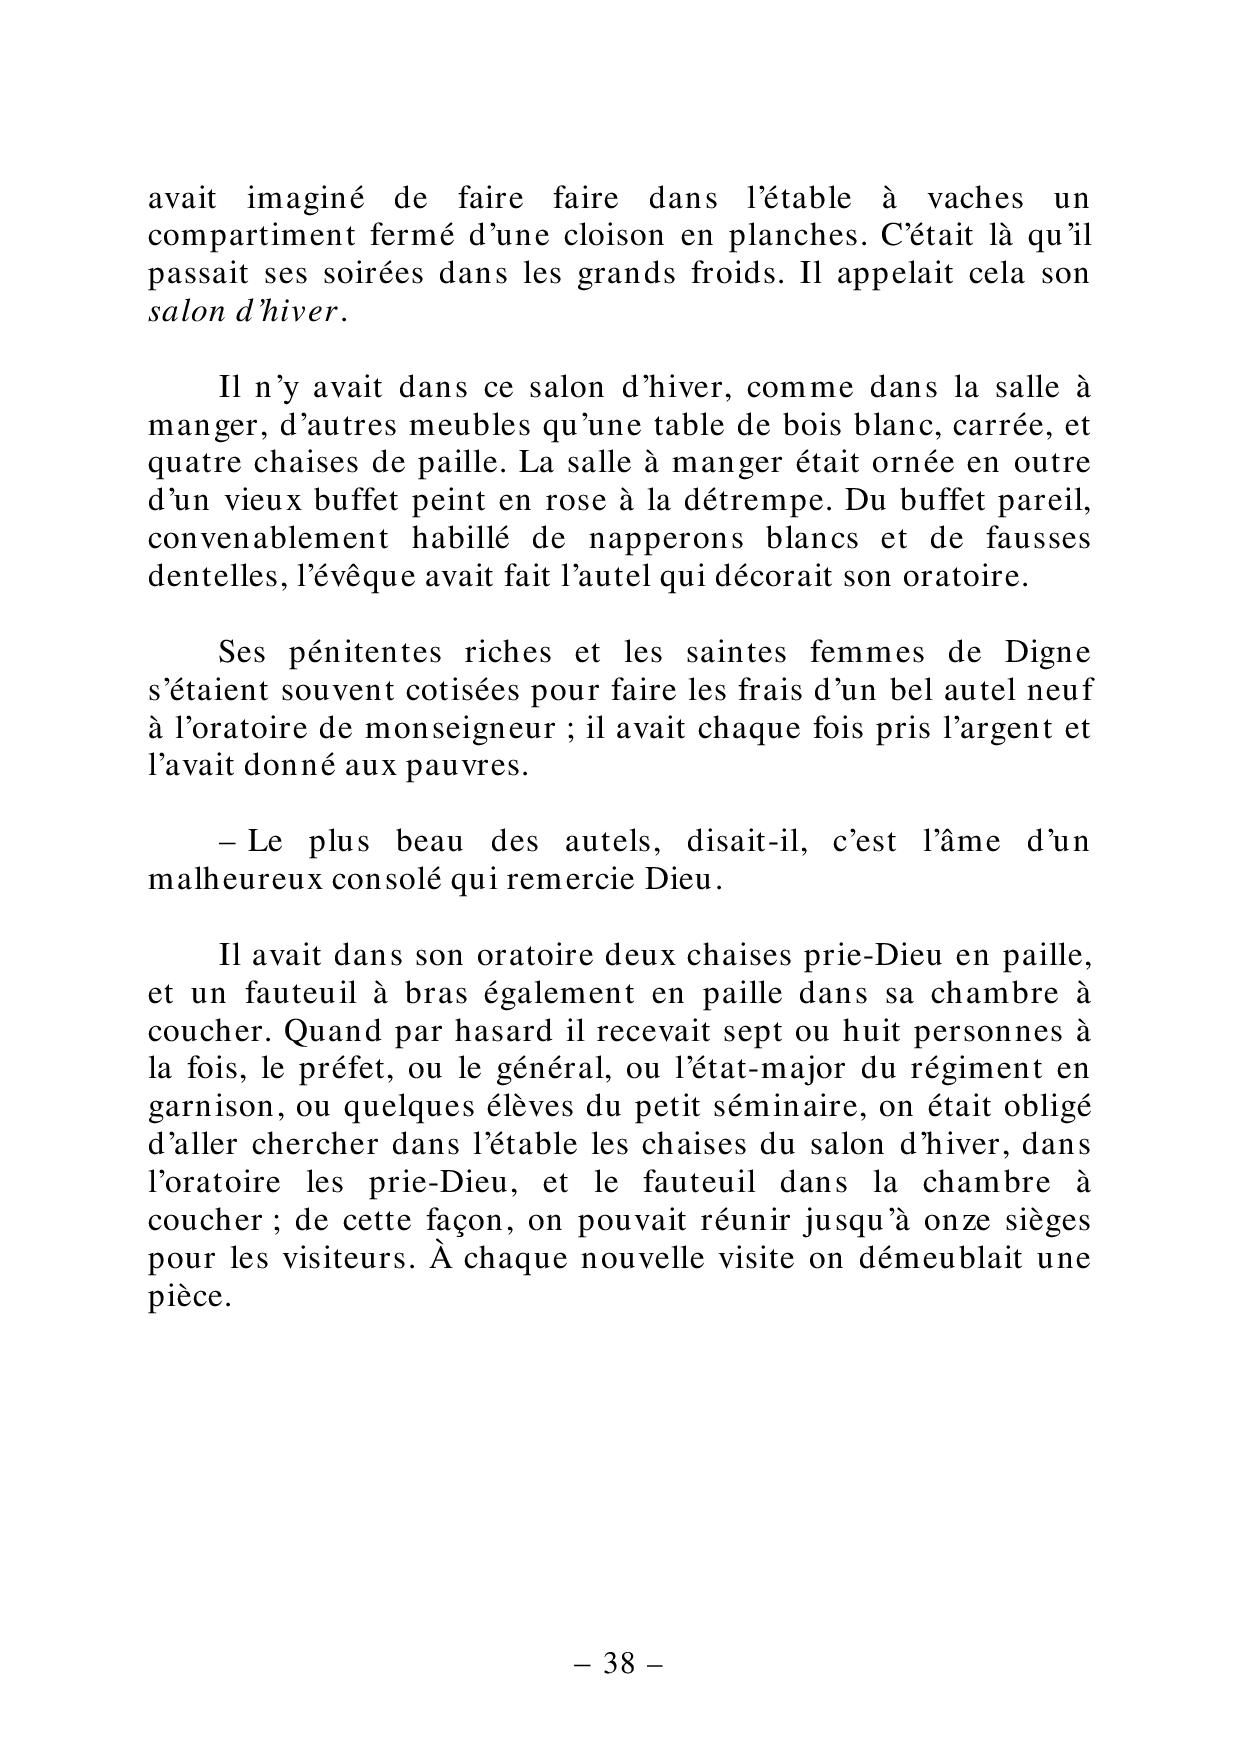 avait imaginé de faire faire dans l’étable à vaches un
compartiment fermé d’une cloison en planches. C’était là qu’il
passait ses soirées dans les grands froids. Il appelait cela son
salon d’hiver.
Il n’y avait dans ce salon d’hiver, comme dans la salle à
manger, d’autres meubles qu’une table de bois blanc, carrée, et
quatre chaises de paille. La salle à manger était ornée en outre
d’un vieux buffet peint en rose à la détrempe. Du buffet pareil,
convenablement habillé de napperons blancs et de fausses
dentelles, l’évêque avait fait l’autel qui décorait son oratoire.
Ses pénitentes riches et les saintes femmes de Digne
s’étaient souvent cotisées pour faire les frais d’un bel autel neuf
à l’oratoire de monseigneur ; il avait chaque fois pris l’argent et
l’avait donné aux pauvres.
– Le plus beau des autels, disait-il, c’est l’âme d’un
malheureux consolé qui remercie Dieu.
Il avait dans son oratoire deux chaises prie-Dieu en paille,
et un fauteuil à bras également en paille dans sa chambre à
coucher. Quand par hasard il recevait sept ou huit personnes à
la fois, le préfet, ou le général, ou l’état-major du régiment en
garnison, ou quelques élèves du petit séminaire, on était obligé
d’aller chercher dans l’étable les chaises du salon d’hiver, dans
l’oratoire les prie-Dieu, et le fauteuil dans la chambre à
coucher ; de cette façon, on pouvait réunir jusqu’à onze sièges
pour les visiteurs. À chaque nouvelle visite on démeublait une
pièce.
– 38 –